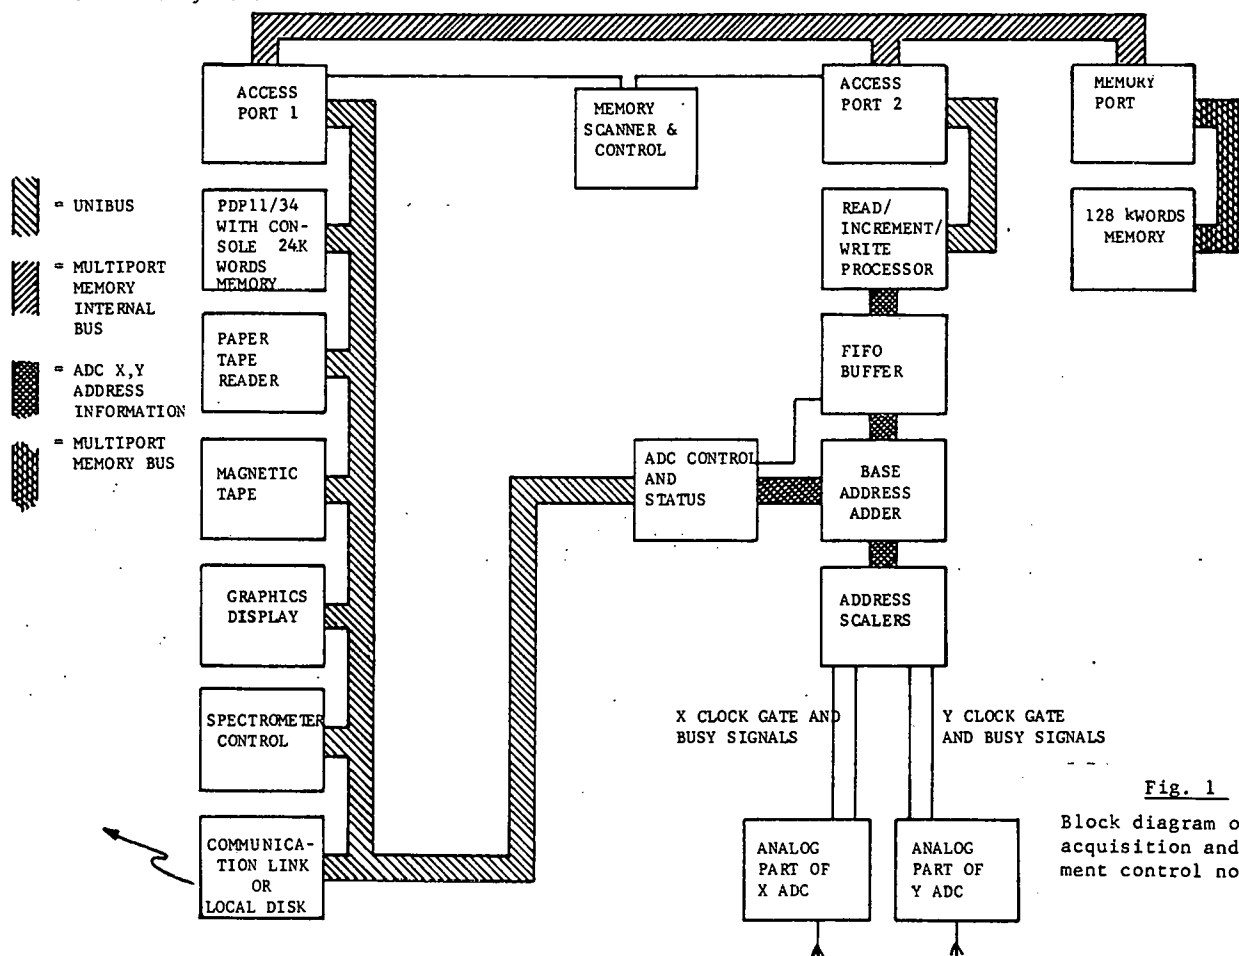 ACCESS
PORT 1
MEMORY
SCANNER &
CONTROL
ACCESS
PORT 2
MEMORY
PORT
= UNIBUS
= MULTIPORT
MEMORY
INTERNAL
BUS
= ADC X,Y
ADDRESS
INFORMATION
= MULTIPORT
MEMORY BUS
PDP11/34
WITH CON-
SOLE 24K
WORDS
MEMORY
READ/
INCREMENT/
WRITE
PROCESSOR
128 kWORDS
MEMORY
PAPER
TAPE
READER
FIFO
BUFFER
MAGNETIC
TAPE
ADC CONTROL
AND
STATUS
BASE
ADDRESS
ADDER
GRAPHICS
DISPLAY
ADDRESS
SCALERS
SPECTROMETER
CONTROL
X CLOCK GATE AND
BUSY SIGNALS
Y CLOCK GATE
AND BUSY SIGNALS
COMMUNICA-
TION LINK
OR
LOCAL DISK
ANALOG
PART OF
X ADC
ANALOG
PART OF
Y ADC
Fig. 1
Block diagram o
acquisition and
ment control no